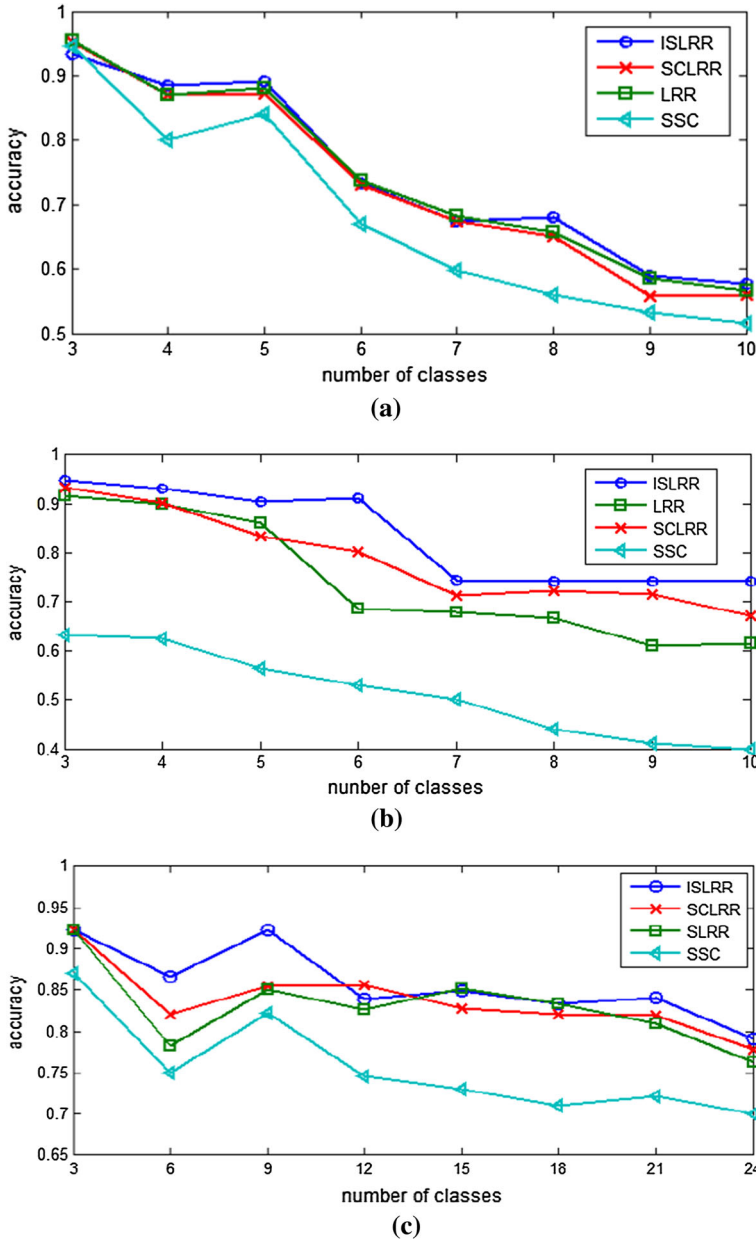 1
0.9
0.8
0.7
0.6
0.5
accuracy
ISLRR
SCLRR
LRR
SSC
3 4 5 6 7 8 9 10
number of classes
(a)
1
0.9
0.8
0.7
0.6
0.5
0.4
accuracy
ISLRR
LRR
SCLRR
SSC
3 4 5 6 7 8 9 10
nunber of classes
(b)
1
0.95
0.9
0.85
0.8
0.75
0.7
0.65
accuracy
ISLRR
SCLRR
SLRR
SSC
3 6 9 12 15 18 21 24
number of classes
(c)